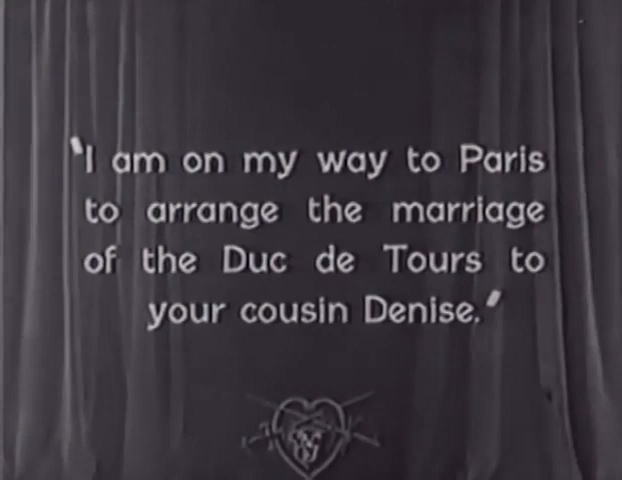 "I am on my way to Paris
to arrange the marriage
of the Duc de Tours to
your cousin Denise."